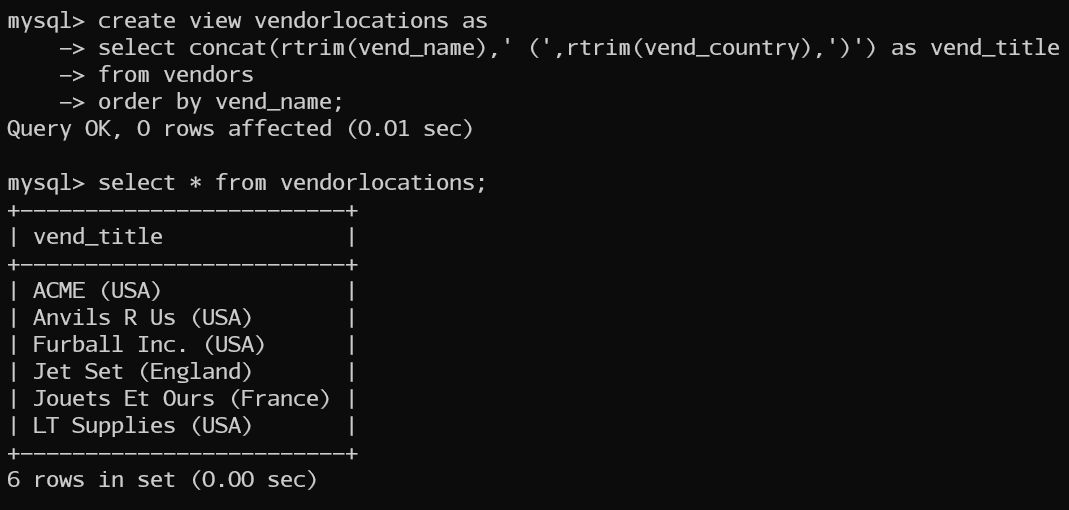 mysql> create view vendorlocations as
    -> select concat(rtrim(vend_name),' (',rtrim(vend_country),')') as vend_title
    -> from vendors
    -> order by vend_name;
Query OK, 0 rows affected (0.01 sec)

mysql> select * from vendorlocations;
+-------------------------+
| vend_title              |
+-------------------------+
| ACME (USA)              |
| Anvils R Us (USA)       |
| Furball Inc. (USA)      |
| Jet Set (England)       |
| Jouets Et Ours (France) |
| LT Supplies (USA)       |
+-------------------------+
6 rows in set (0.00 sec)